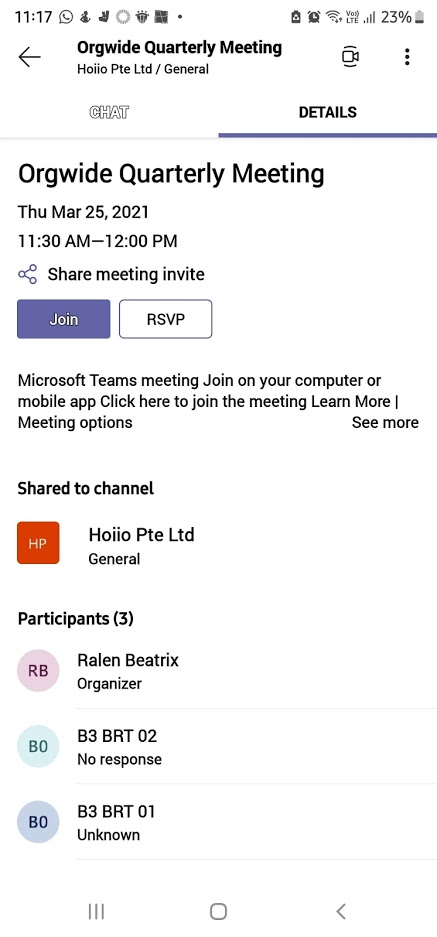 11:17
Vo)) LTE 23%
Orgwide Quarterly Meeting
Hoiio Pte Ltd / General
CHAT
DETAILS
Orgwide Quarterly Meeting
Thu Mar 25, 2021
11:30 AM—12:00 PM
Share meeting invite
Join
RSVP
Microsoft Teams meeting Join on your computer or
mobile app Click here to join the meeting Learn More |
Meeting options
See more
Shared to channel
HP
Hoiio Pte Ltd
General
Participants (3)
RB
Ralen Beatrix
Organizer
B0
B3 BRT 02
No response
B0
B3 BRT 01
Unknown